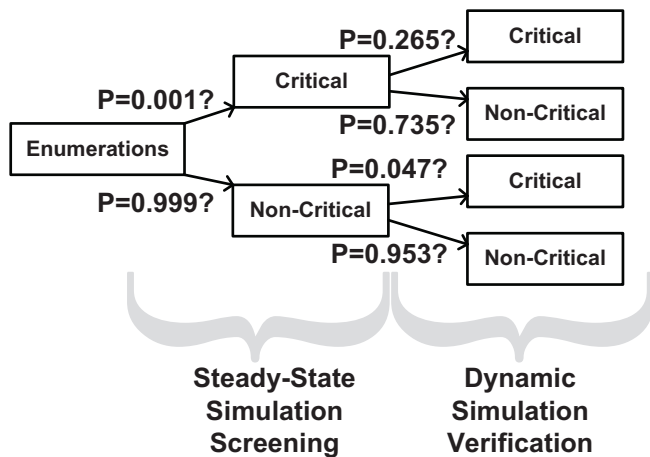 P=0.265?
Critical
Critical
P=0.001?
Non-Critical
P=0.735?
Enumerations
P=0.047?
Critical
P=0.999?
Non-Critical
P=0.953?
Non-Critical
Steady-State
Simulation
Screening
Dynamic
Simulation
Verification